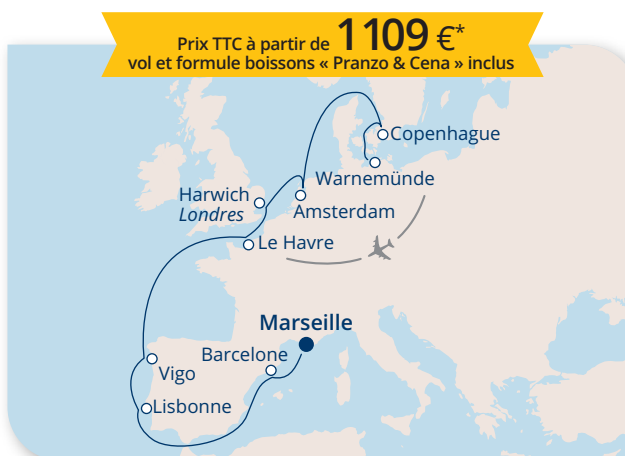 Prix TTC à partir de 1109 €*
vol et formule boissons « Pranzo & Cena » inclus
Copenhague
Warnemünde
Harwich
Londres
Amsterdam
Le Havre
Marseille
Barcelone
Vigo
Lisbonne